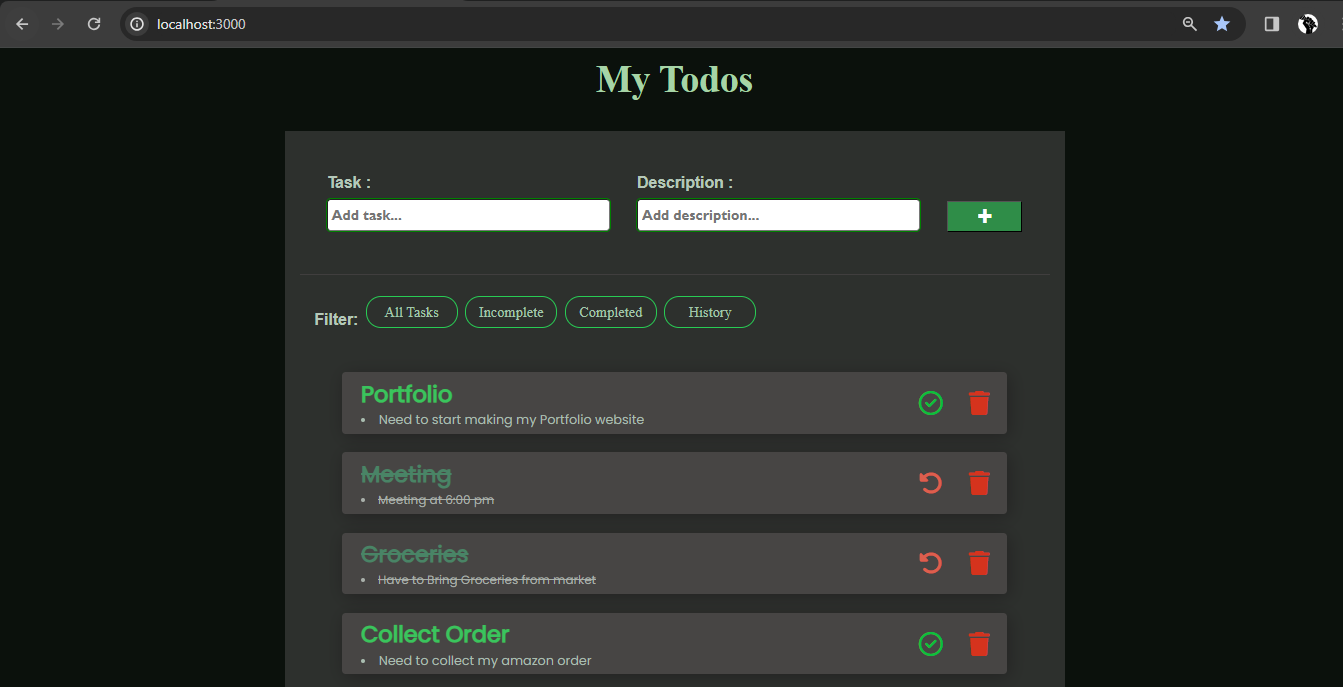 localhost:3000
My Todos
Task : Description :
Add task... Add description...
Filter: All Tasks Incomplete Completed History
Portfolio
• Need to start making my Portfolio website
Meeting
• Meeting at 6:00 pm
Groceries
• Have to Bring Groceries from market
Collect Order
• Need to collect my amazon order